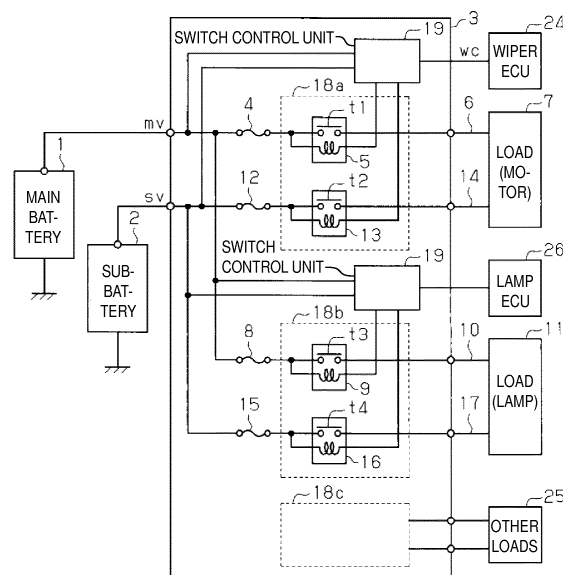 3
SWITCH CONTROL UNIT
19
24
wc
WIPER
ECU
18a
mv
4
t1
6
7
1
5
LOAD
(MO-
TOR)
MAIN
BAT-
TERY
sv
12
t2
14
2
13
SUB-
BAT-
TERY
SWITCH
CONTROL UNIT
19
26
LAMP
ECU
18b
8
t3
10
11
9
LOAD
(LAMP)
15
t4
17
16
18c
25
OTHER
LOADS